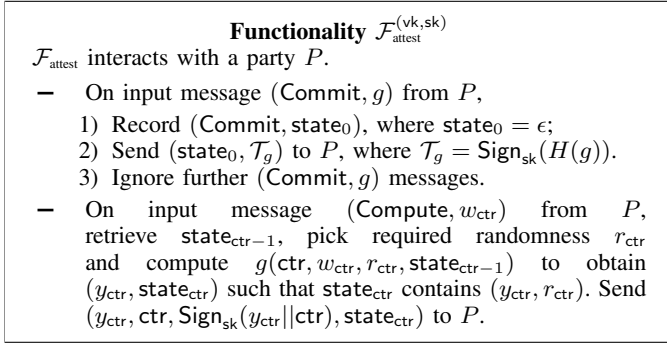 Functionality F_attest^(vk,sk)
F_attest interacts with a party P.
– On input message (Commit, g) from P,
1) Record (Commit, state_0), where state_0 = ϵ;
2) Send (state_0, T_g) to P, where T_g = Sign_sk(H(g)).
3) Ignore further (Commit, g) messages.
– On input message (Compute, w_ctr) from P,
retrieve state_ctr−1, pick required randomness r_ctr
and compute g(ctr, w_ctr, r_ctr, state_ctr−1) to obtain
(y_ctr, state_ctr) such that state_ctr contains (y_ctr, r_ctr). Send
(y_ctr, ctr, Sign_sk(y_ctr||ctr), state_ctr) to P.